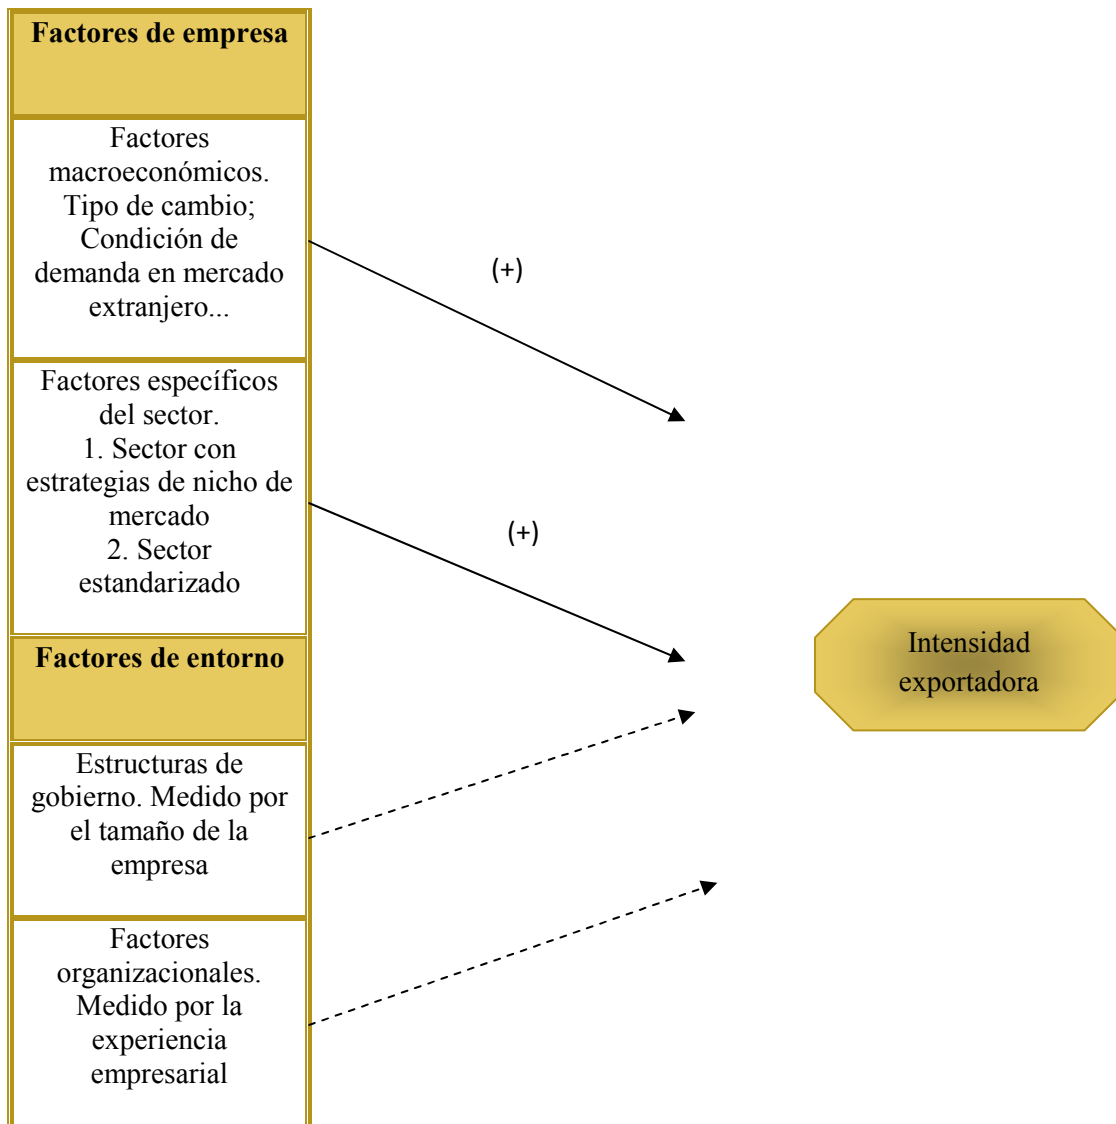 Factores de empresa
Factores
macroeconómicos.
Tipo de cambio;
Condición de
demanda en mercado
extranjero...
(+)
Factores específicos
del sector.
1. Sector con
estrategias de nicho de
mercado
2. Sector
estandarizado
(+)
Factores de entorno
Intensidad
exportadora
Estructuras de
gobierno. Medido por
el tamaño de la
empresa
Factores
organizacionales.
Medido por la
experiencia
empresarial